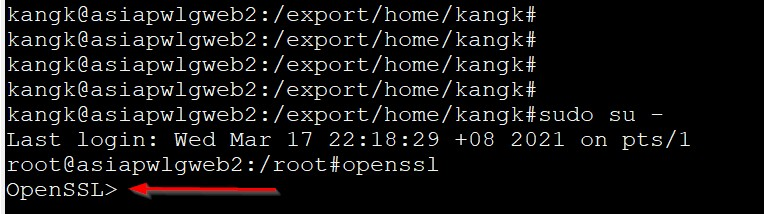 kangk@asiapwlgweb2:/export/home/kangk#
kangk@asiapwlgweb2:/export/home/kangk#
kangk@asiapwlgweb2:/export/home/kangk#
kangk@asiapwlgweb2:/export/home/kangk#
kangk@asiapwlgweb2:/export/home/kangk#sudo su -
Last login: Wed Mar 17 22:18:29 +08 2021 on pts/1
root@asiapwlgweb2:/root#openssl
OpenSSL>